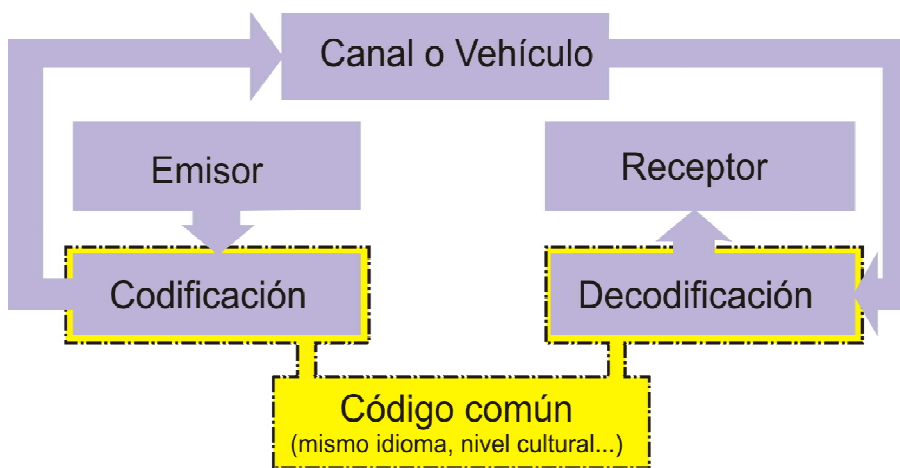 Canal o Vehículo
Emisor
Receptor
Codificación
Decodificación
Código común
(mismo idioma, nivel cultural...)